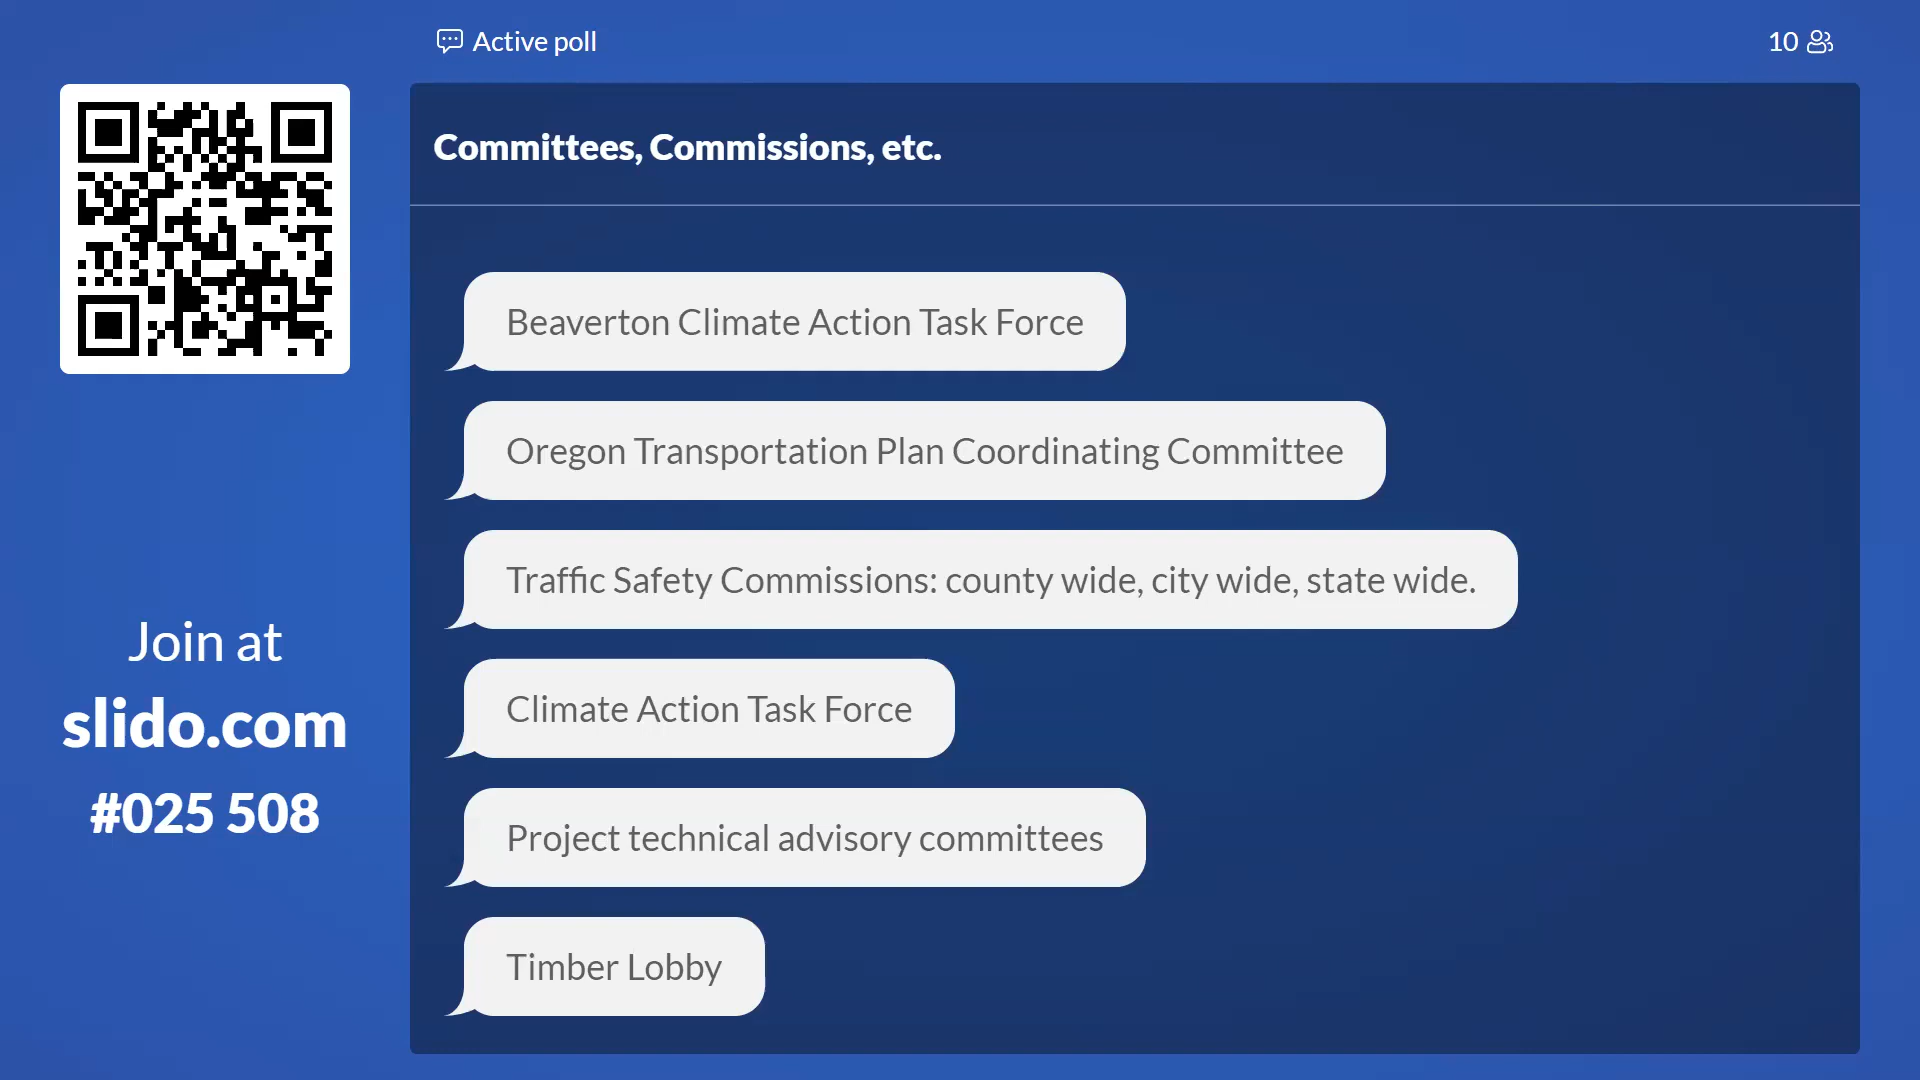 Active poll
10
Committees, Commissions, etc.
Beaverton Climate Action Task Force
Oregon Transportation Plan Coordinating Committee
Traffic Safety Commissions: county wide, city wide, state wide.
Climate Action Task Force
Project technical advisory committees
Timber Lobby
Join at
slido.com
#025 508